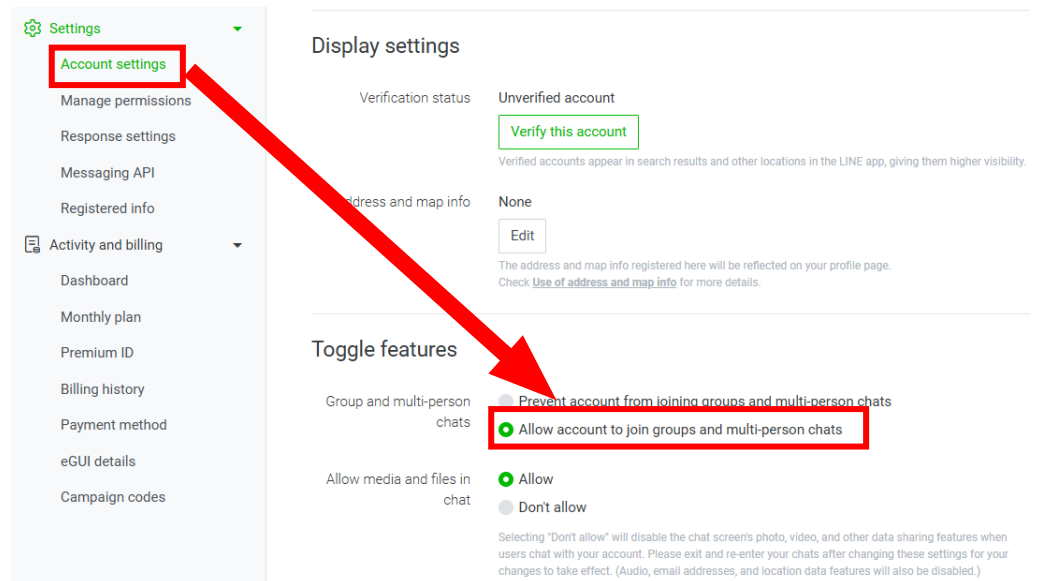 Settings
Account settings
Manage permissions
Response settings
Messaging API
Registered info
Activity and billing
Dashboard
Monthly plan
Premium ID
Billing history
Payment method
eGUI details
Campaign codes
Display settings
Verification status
Unverified account
Verify this account
Verified accounts appear in search results and other locations in the LINE app, giving them higher visibility.
ddress and map info
None
Edit
The address and map info registered here will be reflected on your profile page.
Check Use of address and map info for more details.
Toggle features
Group and multi-person
chats
Prevent account from joining groups and multi-person chats
Allow account to join groups and multi-person chats
Allow media and files in
chat
Allow
Don't allow
Selecting "Don't allow" will disable the chat screen's photo, video, and other data sharing features when
users chat with your account. Please exit and re-enter your chats after changing these settings for your
changes to take effect. (Audio, email addresses, and location data features will also be disabled.)